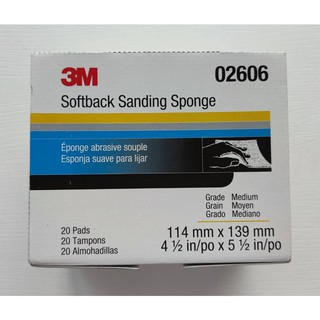 3M
02606
Softback Sanding Sponge
Éponge abrasive souple
Esponja suave para lijar
Grade Medium
Grain Moyen
Grado Mediano
20 Pads
20 Tampons
20 Almohadillas
114 mm x 139 mm
4 ½ in/po x 5 ½ in/po